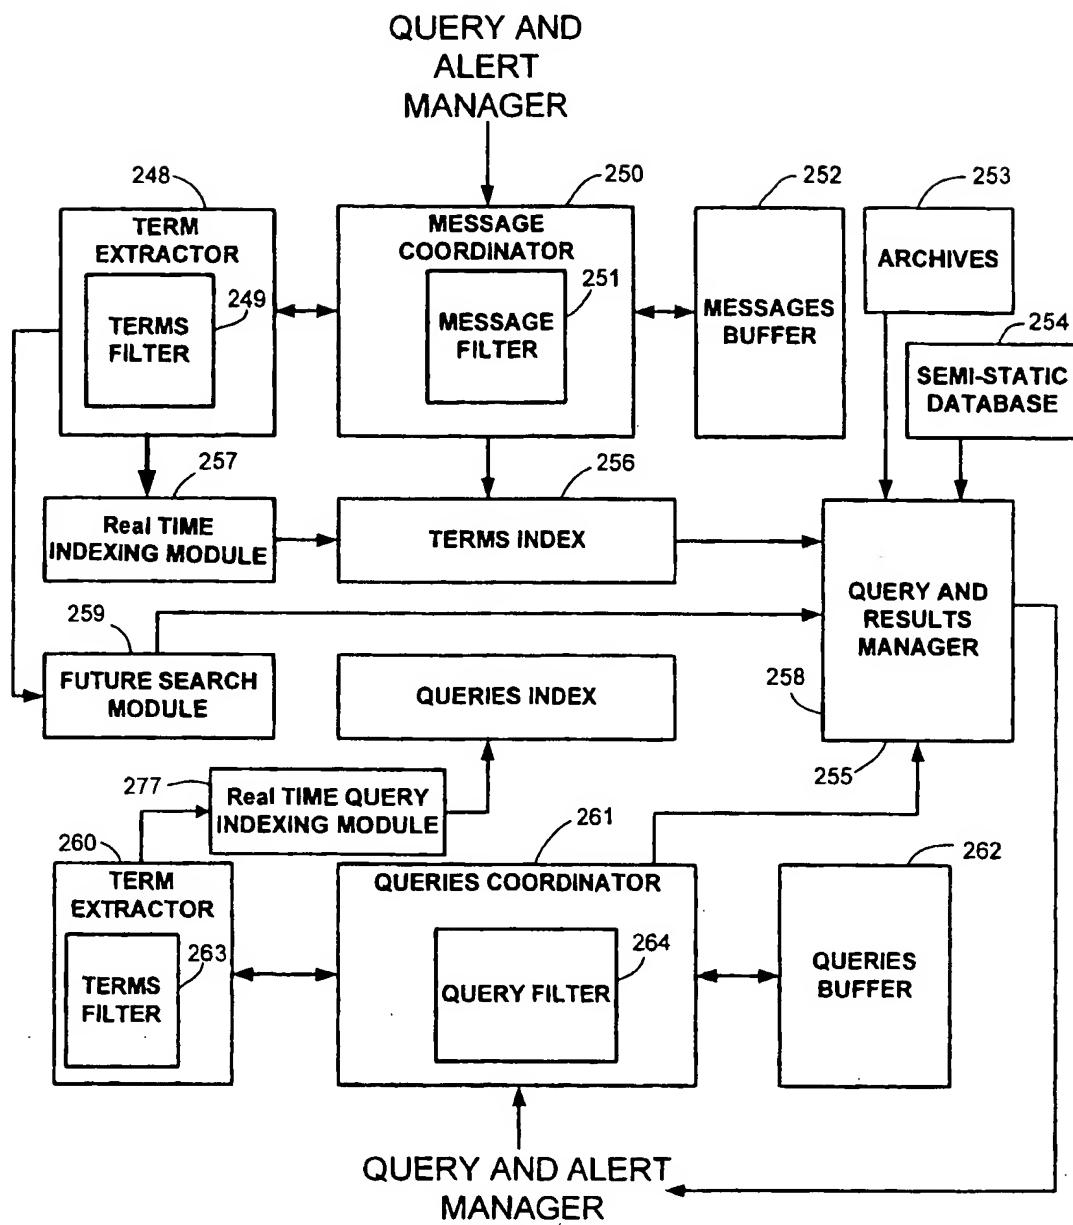 QUERY AND
ALERT
MANAGER
248
250
252
253
TERM
EXTRACTOR
MESSAGE
COORDINATOR
ARCHIVES
249
251
TERMS
FILTER
MESSAGE
FILTER
MESSAGES
BUFFER
254
SEMI-STATIC
DATABASE
257
256
Real TIME
INDEXING MODULE
TERMS INDEX
QUERY AND
RESULTS
MANAGER
259
FUTURE SEARCH
MODULE
QUERIES INDEX
258
255
277
Real TIME QUERY
INDEXING MODULE
261
260
262
TERM
EXTRACTOR
QUERIES COORDINATOR
263
264
TERMS
FILTER
QUERY FILTER
QUERIES
BUFFER
QUERY AND ALERT
MANAGER